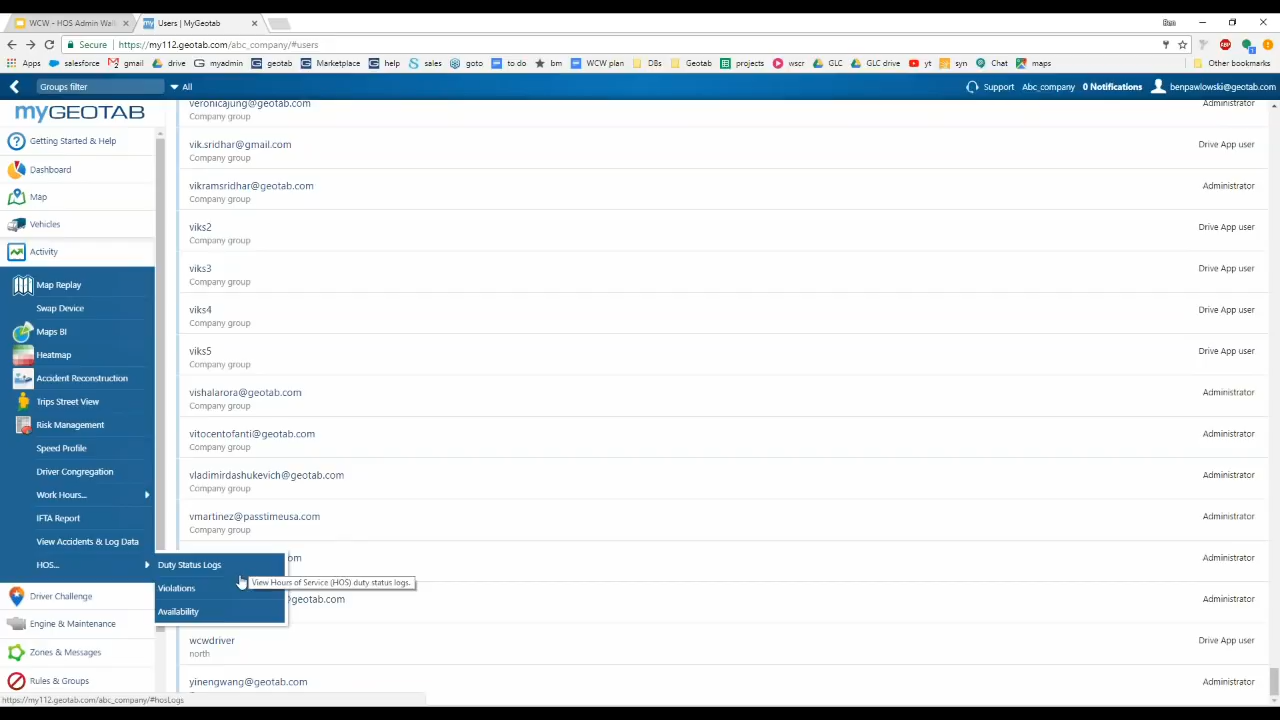 WCW - HOS Admin Wal
Users | MyGeotab
Ben
Secure
https://my112.geotab.com/abc_company/#users
Apps
salesforce
gmail
drive
myadmin
geotab
Marketplace
help
sales
goto
to do
bm
WCW plan
DBs
Geotab
projects
wscr
GLC
GLC drive
yt
syn
Chat
maps
Other bookmarks
Groups filter
All
Support
Abc_company
0 Notifications
benpawlowski@geotab.com
myGEOTAB
Getting Started & Help
Dashboard
Map
Vehicles
Activity
Map Replay
Swap Device
Maps BI
Heatmap
Accident Reconstruction
Trips Street View
Risk Management
Speed Profile
Driver Congregation
Work Hours...
IFTA Report
View Accidents & Log Data
HOS...
Duty Status Logs
Violations
Availability
View Hours of Service (HOS) duty status logs.
Driver Challenge
Engine & Maintenance
Zones & Messages
Rules & Groups
https://my112.geotab.com/abc_company/#hosLogs
veronicajung@geotab.com
Company group
Administrator
vik.sridhar@gmail.com
Company group
Drive App user
vikramsridhar@geotab.com
Company group
Administrator
viks2
Company group
Drive App user
viks3
Company group
Drive App user
viks4
Company group
Drive App user
viks5
Company group
Drive App user
vishalarora@geotab.com
Company group
Administrator
vitocentofanti@geotab.com
Company group
Administrator
vladimirdashukevich@geotab.com
Company group
Administrator
vmartinez@passtimeusa.com
Company group
Administrator
om
Administrator
@geotab.com
Administrator
wcwdriver
north
Drive App user
yinengwang@geotab.com
Administrator